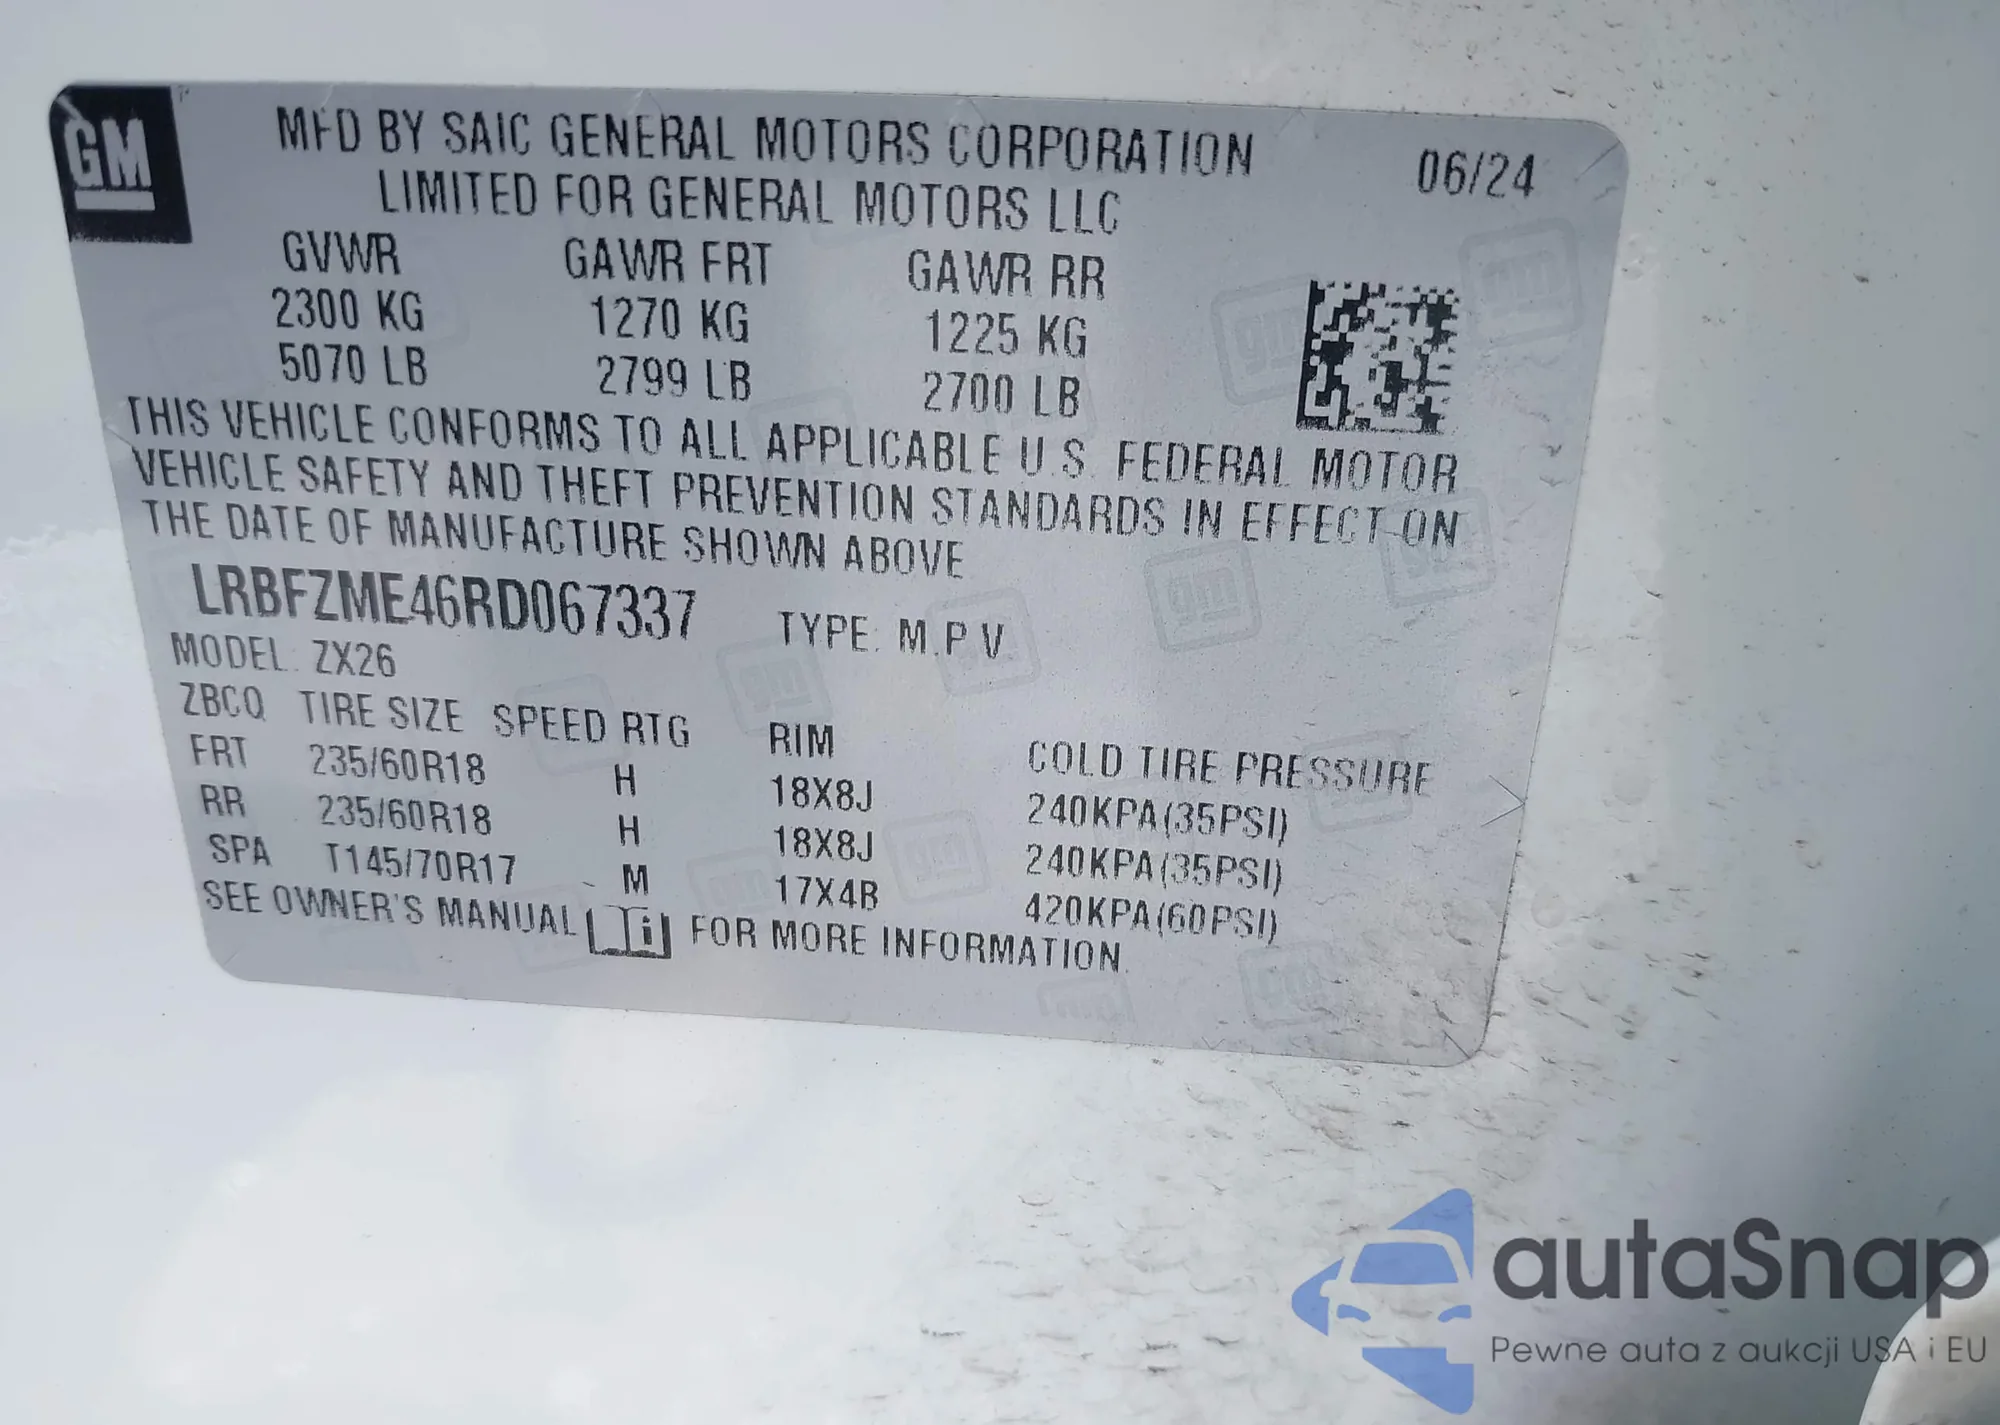 GM
MFD BY SAIC GENERAL MOTORS CORPORATION 06/24
LIMITED FOR GENERAL MOTORS LLC
GVWR GAWR FRT GAWR RR
2300 KG 1270 KG 1225 KG
5070 LB 2799 LB 2700 LB
THIS VEHICLE CONFORMS TO ALL APPLICABLE U.S. FEDERAL MOTOR
VEHICLE SAFETY AND THEFT PREVENTION STANDARDS IN EFFECT ON
THE DATE OF MANUFACTURE SHOWN ABOVE
LRBFZME46RD067337 TYPE: M.P.V
MODEL: ZX26
ZBCQ TIRE SIZE SPEED RTG RIM COLD TIRE PRESSURE
FRT 235/60R18 H 18X8J 240KPA(35PSI)
RR 235/60R18 H 18X8J 240KPA(35PSI)
SPA T145/70R17 M 17X4B 420KPA(60PSI)
SEE OWNER'S MANUAL i FOR MORE INFORMATION
autaSnap
Pewne auta z aukcji USA i EU